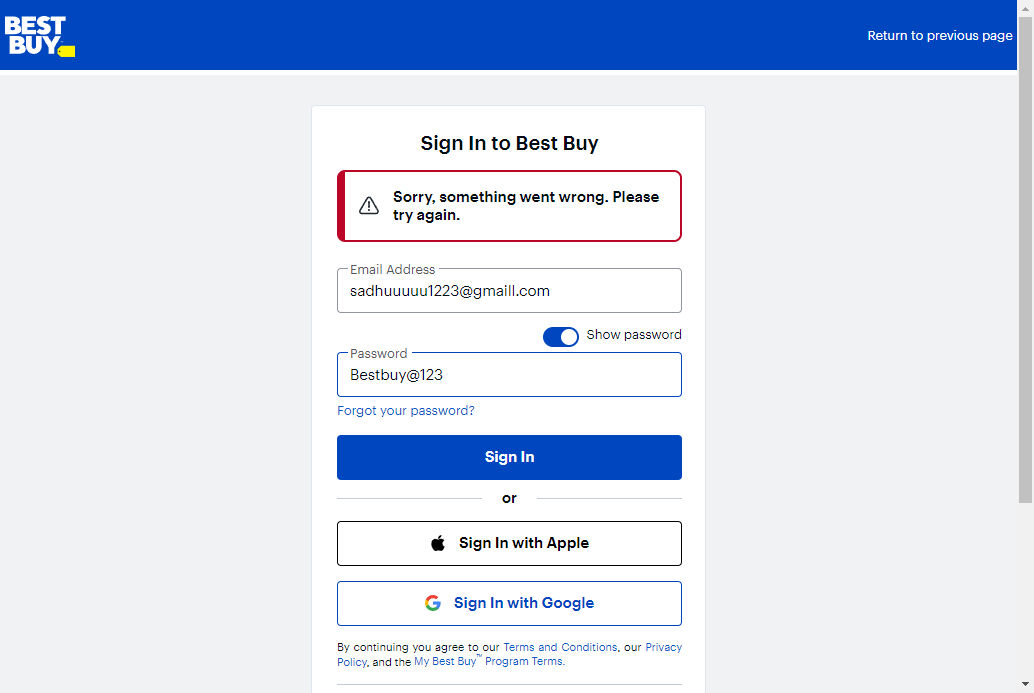 BEST
BUY
Return to previous page
Sign In to Best Buy
Sorry, something went wrong. Please
try again.
Email Address
sadhuuuuu1223@gmaill.com
Show password
Password
Bestbuy@123
Forgot your password?
Sign In
or
Sign In with Apple
Sign In with Google
By continuing you agree to our Terms and Conditions, our Privacy
Policy, and the My Best Buy™ Program Terms.